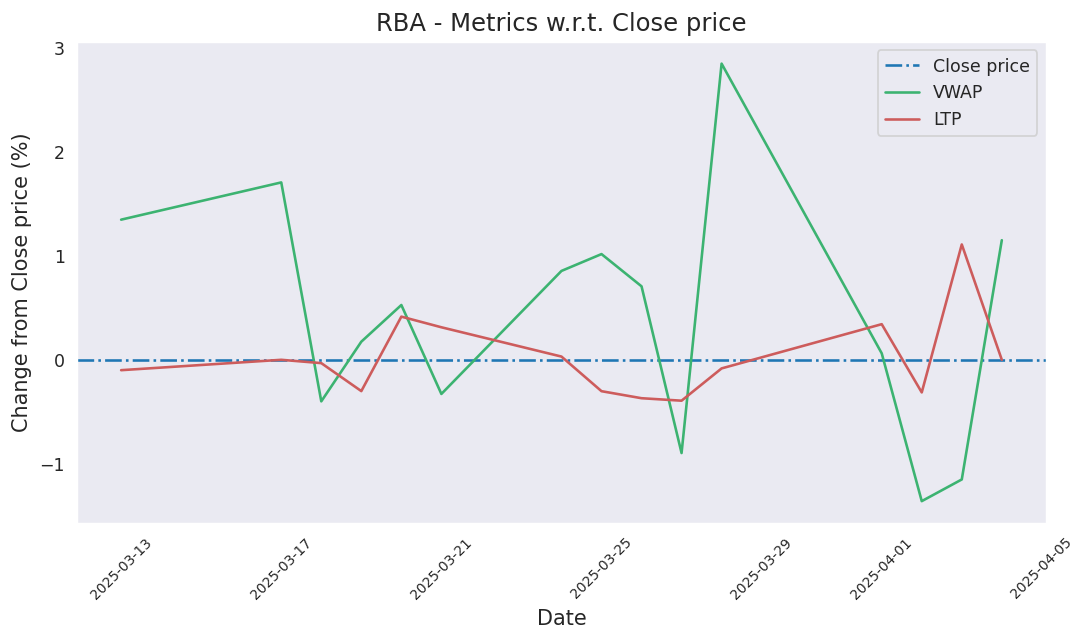 RBA - Metrics w.r.t. Close price
Change from Close price (%)
3
2
1
0
−1
Close price
VWAP
LTP
2025-03-13
2025-03-17
2025-03-21
2025-03-25
2025-03-29
2025-04-01
2025-04-05
Date